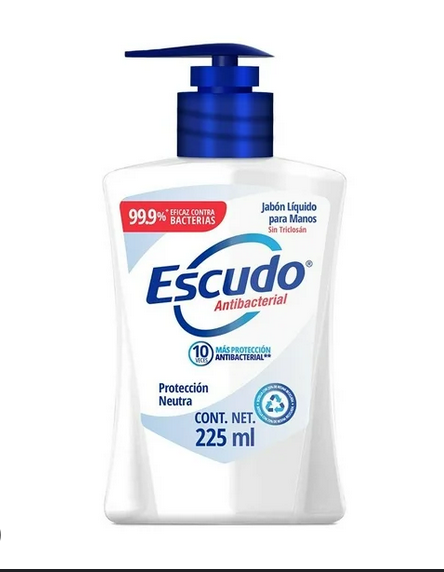 99.9%* EFICAZ CONTRA
BACTERIAS
Jabón Líquido
para Manos
Sin Triclosán
Escudo®
Antibacterial
10 VECES
MÁS PROTECCIÓN
ANTIBACTERIAL**
Protección
Neutra
CONT. NET.
225 ml